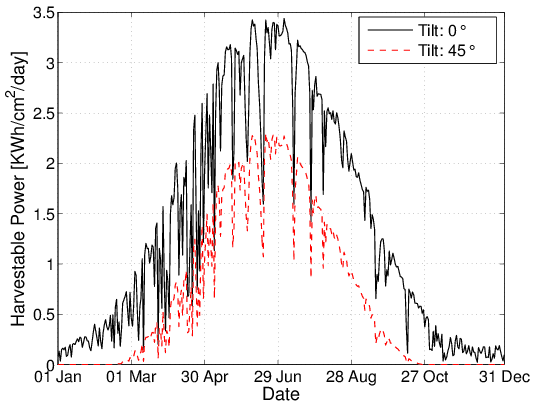 Harvestable Power [KWh/cm²/day]
3.5
3
2.5
2
1.5
1
0.5
0
Tilt: 0°
Tilt: 45°
01 Jan 01 Mar 30 Apr 29 Jun 28 Aug 27 Oct 31 Dec
Date